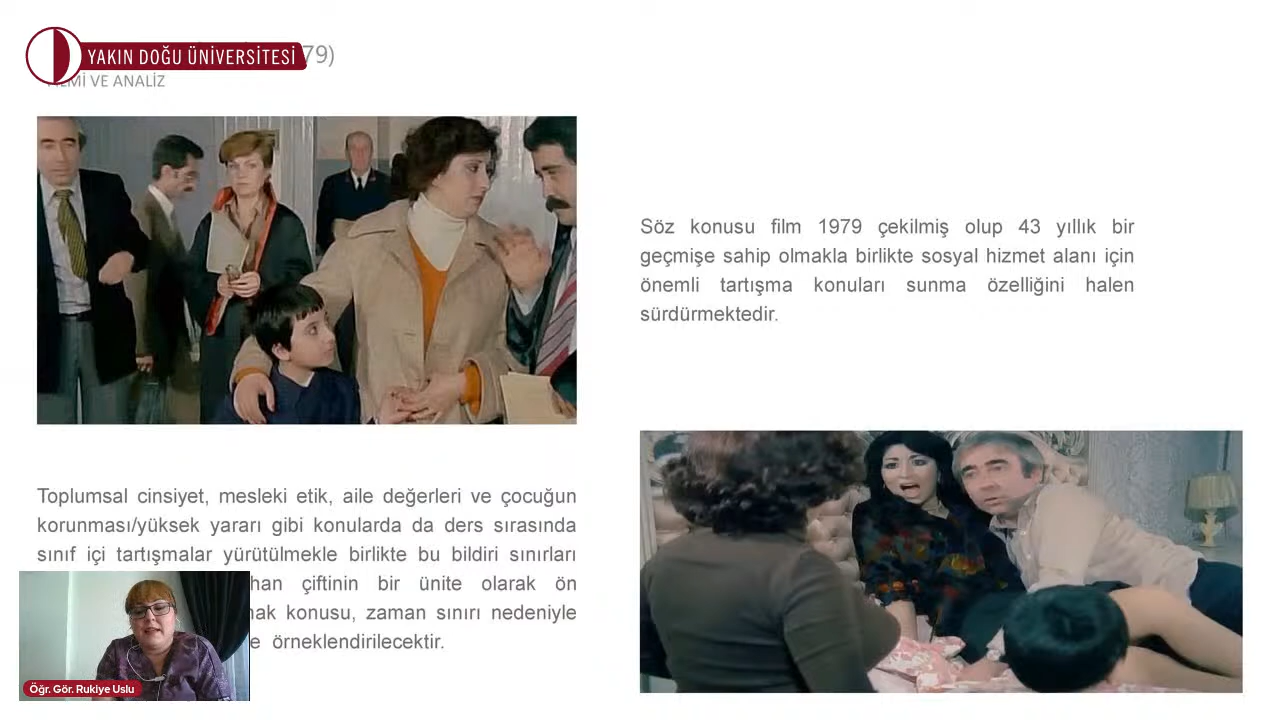 YAKIN DOĞU ÜNİVERSİTESİ
79)
VE ANALİZ
Söz konusu film 1979 çekilmiş olup 43 yıllık bir
geçmişe sahip olmakla birlikte sosyal hizmet alanı için
önemli tartışma konuları sunma özelliğini halen
sürdürmektedir.
Toplumsal cinsiyet, mesleki etik, aile değerleri ve çocuğun
korunması/yüksek yararı gibi konularda da ders sırasında
sınıf içi tartışmalar yürütülmekle birlikte bu bildiri sınırları
çiftinin bir ünite olarak ön
konusu, zaman sınırı nedeniyle
örneklendirilecektir.
Öğr. Gör. Rukiye Uslu